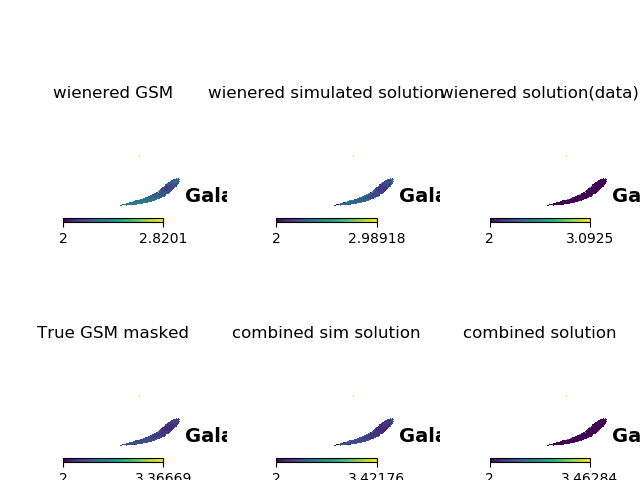 wienered GSM wienered simulated solution wienered solution(data)
Gala Gala Ga
2 2.8201 2 2.98918 2 3.0925
True GSM masked combined sim solution combined solution
Gala Gala Ga
2 3.36669 2 3.42176 2 3.46284